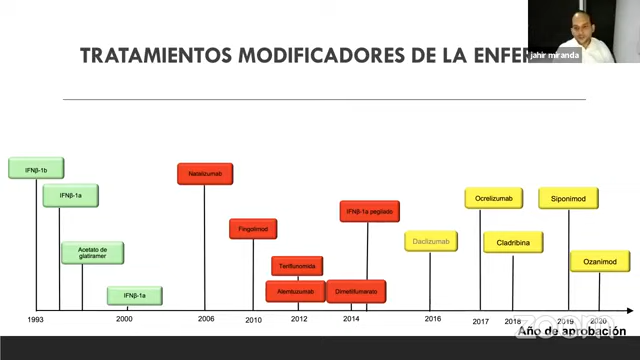 TRATAMIENTOS MODIFICADORES DE LA ENFER
jahir miranda
IFNβ-1b
IFNβ-1a
Acetato de
glatiramer
IFNβ-1a
Natalizumab
Fingolimod
Teriflunomida
Alemtuzumab
IFNβ-1a pegilado
Dimetilfumarato
Daclizumab
Ocrelizumab
Cladribina
Siponimod
Ozanimod
1993
2000
2006
2010
2012
2014
2016
2017
2018
2019
2020
zoom
Año de aprobación